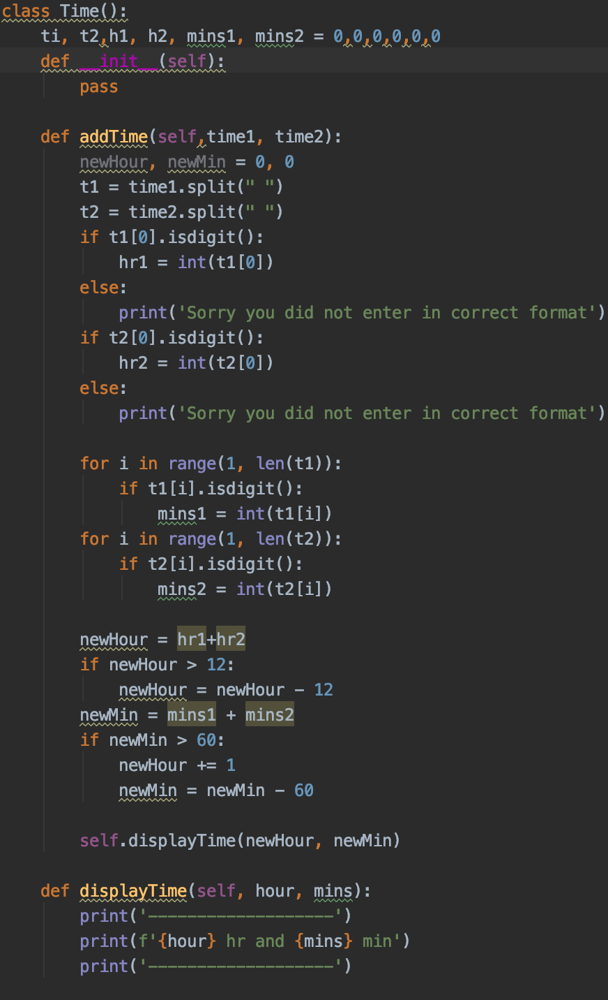 class Time():
    ti, t2,h1, h2, mins1, mins2 = 0,0,0,0,0,0
    def __init__(self):
        pass

    def addTime(self,time1, time2):
        newHour, newMin = 0, 0
        t1 = time1.split(" ")
        t2 = time2.split(" ")
        if t1[0].isdigit():
            hr1 = int(t1[0])
        else:
            print('Sorry you did not enter in correct format')
        if t2[0].isdigit():
            hr2 = int(t2[0])
        else:
            print('Sorry you did not enter in correct format')

        for i in range(1, len(t1)):
            if t1[i].isdigit():
                mins1 = int(t1[i])
        for i in range(1, len(t2)):
            if t2[i].isdigit():
                mins2 = int(t2[i])

        newHour = hr1+hr2
        if newHour > 12:
            newHour = newHour - 12
        newMin = mins1 + mins2
        if newMin > 60:
            newHour += 1
            newMin = newMin - 60

        self.displayTime(newHour, newMin)

    def displayTime(self, hour, mins):
        print('-------------------')
        print(f'{hour} hr and {mins} min')
        print('-------------------')